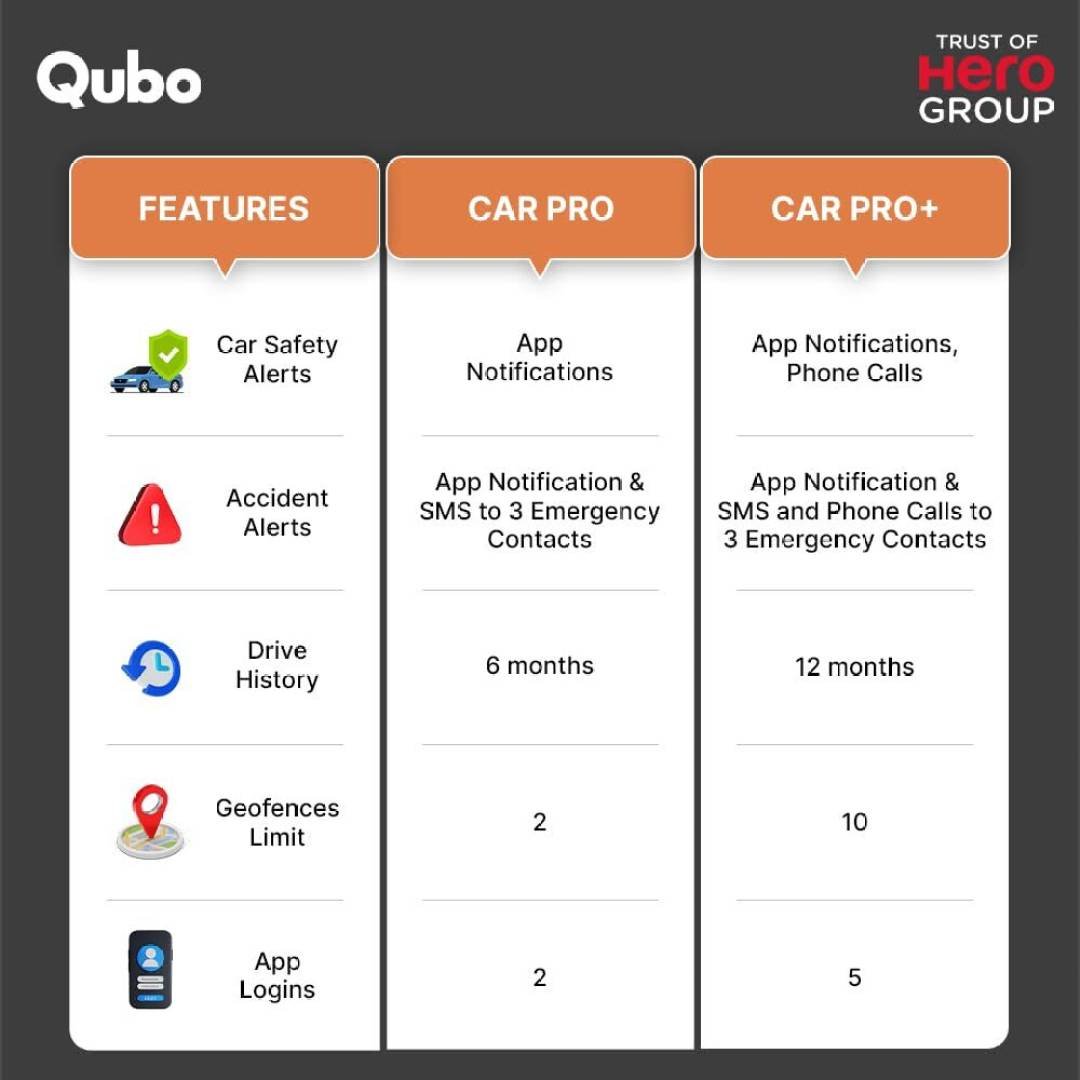 Qubo
TRUST OF
Hero
GROUP
FEATURES
CAR PRO
CAR PRO+
Car Safety
Alerts
App
Notifications
App Notifications,
Phone Calls
Accident
Alerts
App Notification &
SMS to 3 Emergency
Contacts
App Notification &
SMS and Phone Calls to
3 Emergency Contacts
Drive
History
6 months
12 months
Geofences
Limit
2
10
App
Logins
2
5